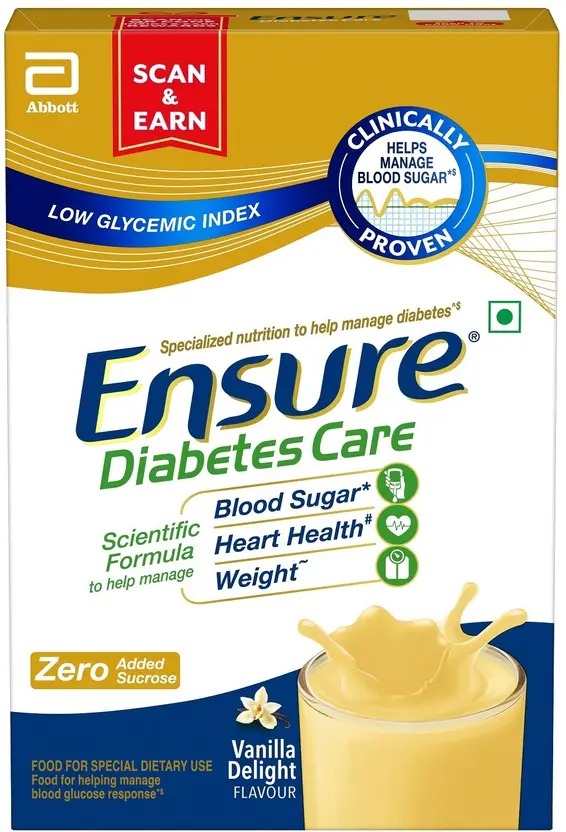 Abbott
SCAN
&
EARN
CLINICALLY
HELPS
MANAGE
BLOOD SUGAR*$
PROVEN
LOW GLYCEMIC INDEX
Specialized nutrition to help manage diabetes^$
Ensure®
Diabetes Care
Scientific
Formula
to help manage
Blood Sugar*
Heart Health#
Weight~
Zero Added
Sucrose
Vanilla
Delight
FLAVOUR
FOOD FOR SPECIAL DIETARY USE
Food for helping manage
blood glucose response*$